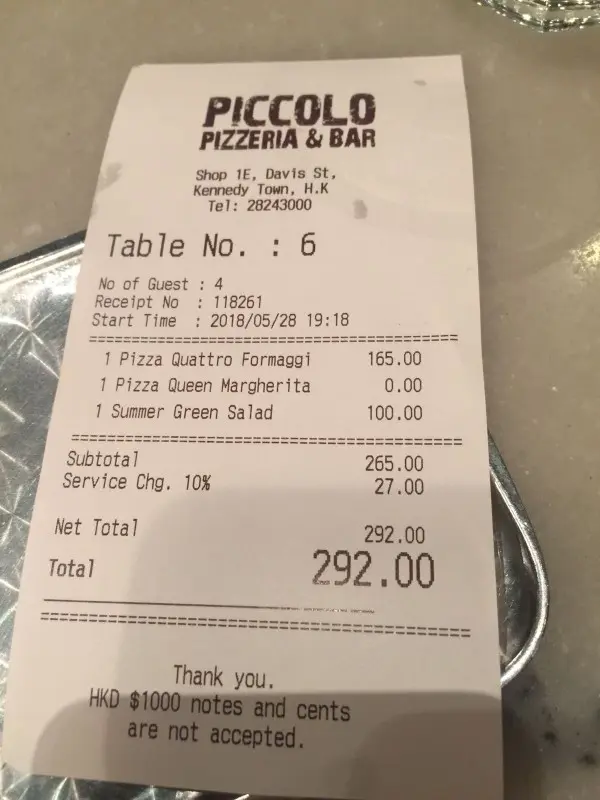 PICCOLO
PIZZERIA & BAR
Shop 1E, Davis St,
Kennedy Town, H.K
Tel: 28243000
Table No. : 6
No of Guest : 4
Receipt No : 118261
Start Time : 2018/05/28 19:18
1 Pizza Quattro Formaggi 165.00
1 Pizza Queen Margherita 0.00
1 Summer Green Salad 100.00
Subtotal 265.00
Service Chg. 10% 27.00
Net Total 292.00
Total 292.00
Thank you.
HKD $1000 notes and cents
are not accepted.